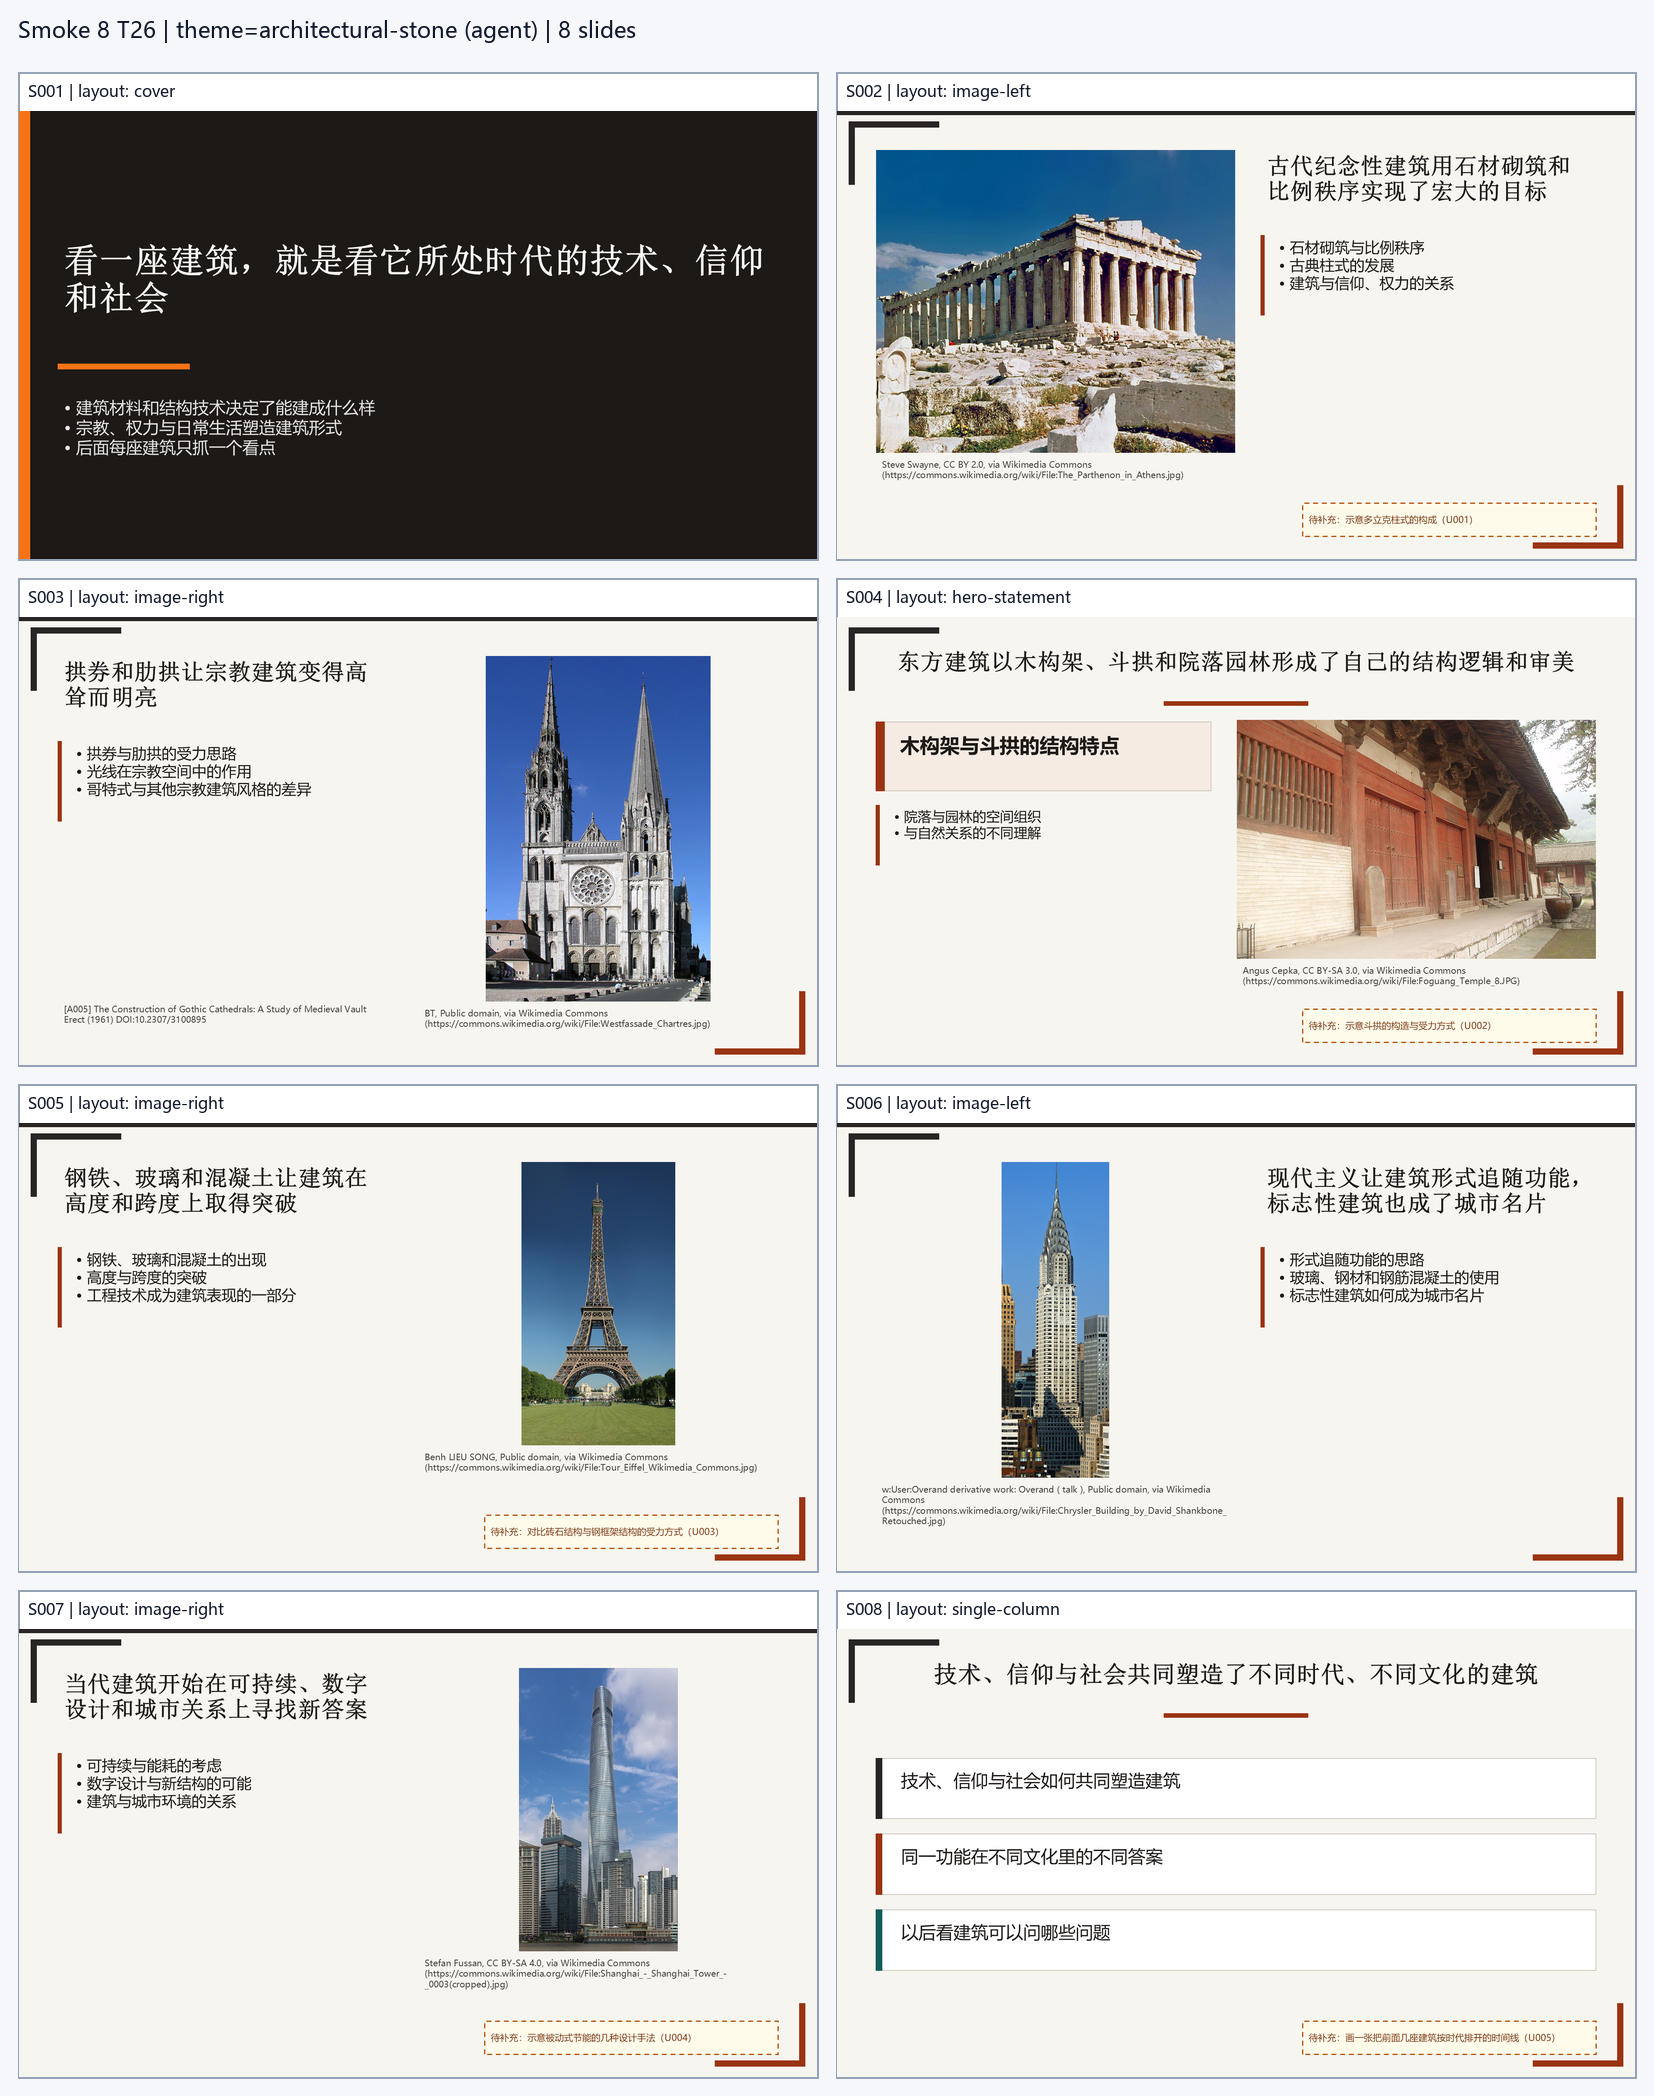 Smoke 8 T26 | theme=architectural-stone (agent) | 8 slides
S001 | layout: cover
看一座建筑，就是看它所处时代的技术、信仰
和社会
• 建筑材料和结构技术决定了能建成什么样
• 宗教、权力与日常生活塑造建筑形式
• 后面每座建筑只抓一个看点
S002 | layout: image-left
古代纪念性建筑用石材砌筑和
比例秩序实现了宏大的目标
• 石材砌筑与比例秩序
• 古典柱式的发展
• 建筑与信仰、权力的关系
Steve Swayne, CC BY 2.0, via Wikimedia Commons
(https://commons.wikimedia.org/wiki/File:The_Parthenon_in_Athens.jpg)
待补充：示意多立克柱式的构成（U001）
S003 | layout: image-right
拱券和肋拱让宗教建筑变得高
耸而明亮
• 拱券与肋拱的受力思路
• 光线在宗教空间中的作用
• 哥特式与其他宗教建筑风格的差异
[A005] The Construction of Gothic Cathedrals: A Study of Medieval Vault
Erect (1961) DOI:10.2307/3100895
BT, Public domain, via Wikimedia Commons
(https://commons.wikimedia.org/wiki/File:Westfassade_Chartres.jpg)
S004 | layout: hero-statement
东方建筑以木构架、斗拱和院落园林形成了自己的结构逻辑和审美
木构架与斗拱的结构特点
• 院落与园林的空间组织
• 与自然关系的不同理解
Angus Cepka, CC BY-SA 3.0, via Wikimedia Commons
(https://commons.wikimedia.org/wiki/File:Foguang_Temple_8.JPG)
待补充：示意斗拱的构造与受力方式（U002）
S005 | layout: image-right
钢铁、玻璃和混凝土让建筑在
高度和跨度上取得突破
• 钢铁、玻璃和混凝土的出现
• 高度与跨度的突破
• 工程技术成为建筑表现的一部分
Benh LIEU SONG, Public domain, via Wikimedia Commons
(https://commons.wikimedia.org/wiki/File:Tour_Eiffel_Wikimedia_Commons.jpg)
待补充：对比砖石结构与钢框架结构的受力方式（U003）
S006 | layout: image-left
现代主义让建筑形式追随功能，
标志性建筑也成了城市名片
• 形式追随功能的思路
• 玻璃、钢材和钢筋混凝土的使用
• 标志性建筑如何成为城市名片
w:User:Overand derivative work: Overand ( talk ), Public domain, via Wikimedia
Commons
(https://commons.wikimedia.org/wiki/File:Chrysler_Building_by_David_Shankbone_
Retouched.jpg)
S007 | layout: image-right
当代建筑开始在可持续、数字
设计和城市关系上寻找新答案
• 可持续与能耗的考虑
• 数字设计与新结构的可能
• 建筑与城市环境的关系
Stefan Fussan, CC BY-SA 4.0, via Wikimedia Commons
(https://commons.wikimedia.org/wiki/File:Shanghai_-_Shanghai_Tower_-
_0003(cropped).jpg)
待补充：示意被动式节能的几种设计手法（U004）
S008 | layout: single-column
技术、信仰与社会共同塑造了不同时代、不同文化的建筑
技术、信仰与社会如何共同塑造建筑
同一功能在不同文化里的不同答案
以后看建筑可以问哪些问题
待补充：画一张把前面几座建筑按时代排开的时间线（U005）